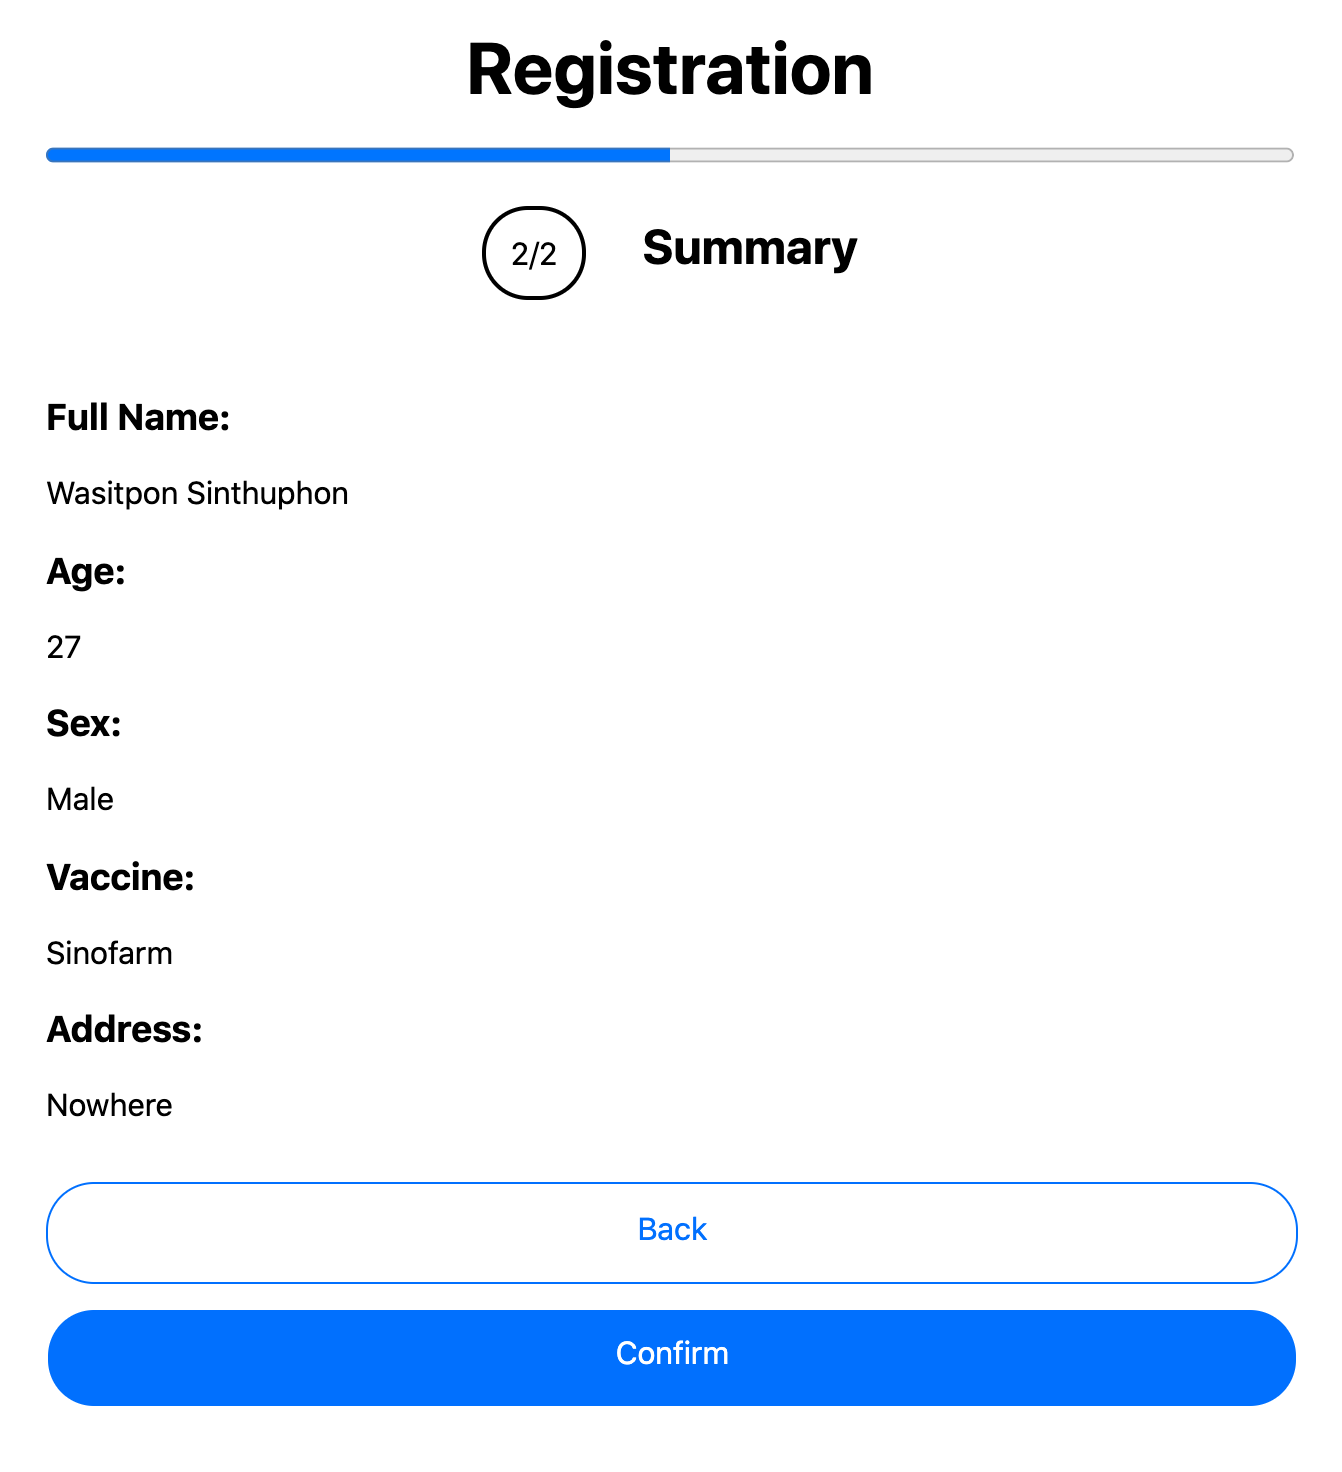 Registration
2/2 Summary
Full Name:
Wasitpon Sinthuphon
Age:
27
Sex:
Male
Vaccine:
Sinofarm
Address:
Nowhere
Back
Confirm